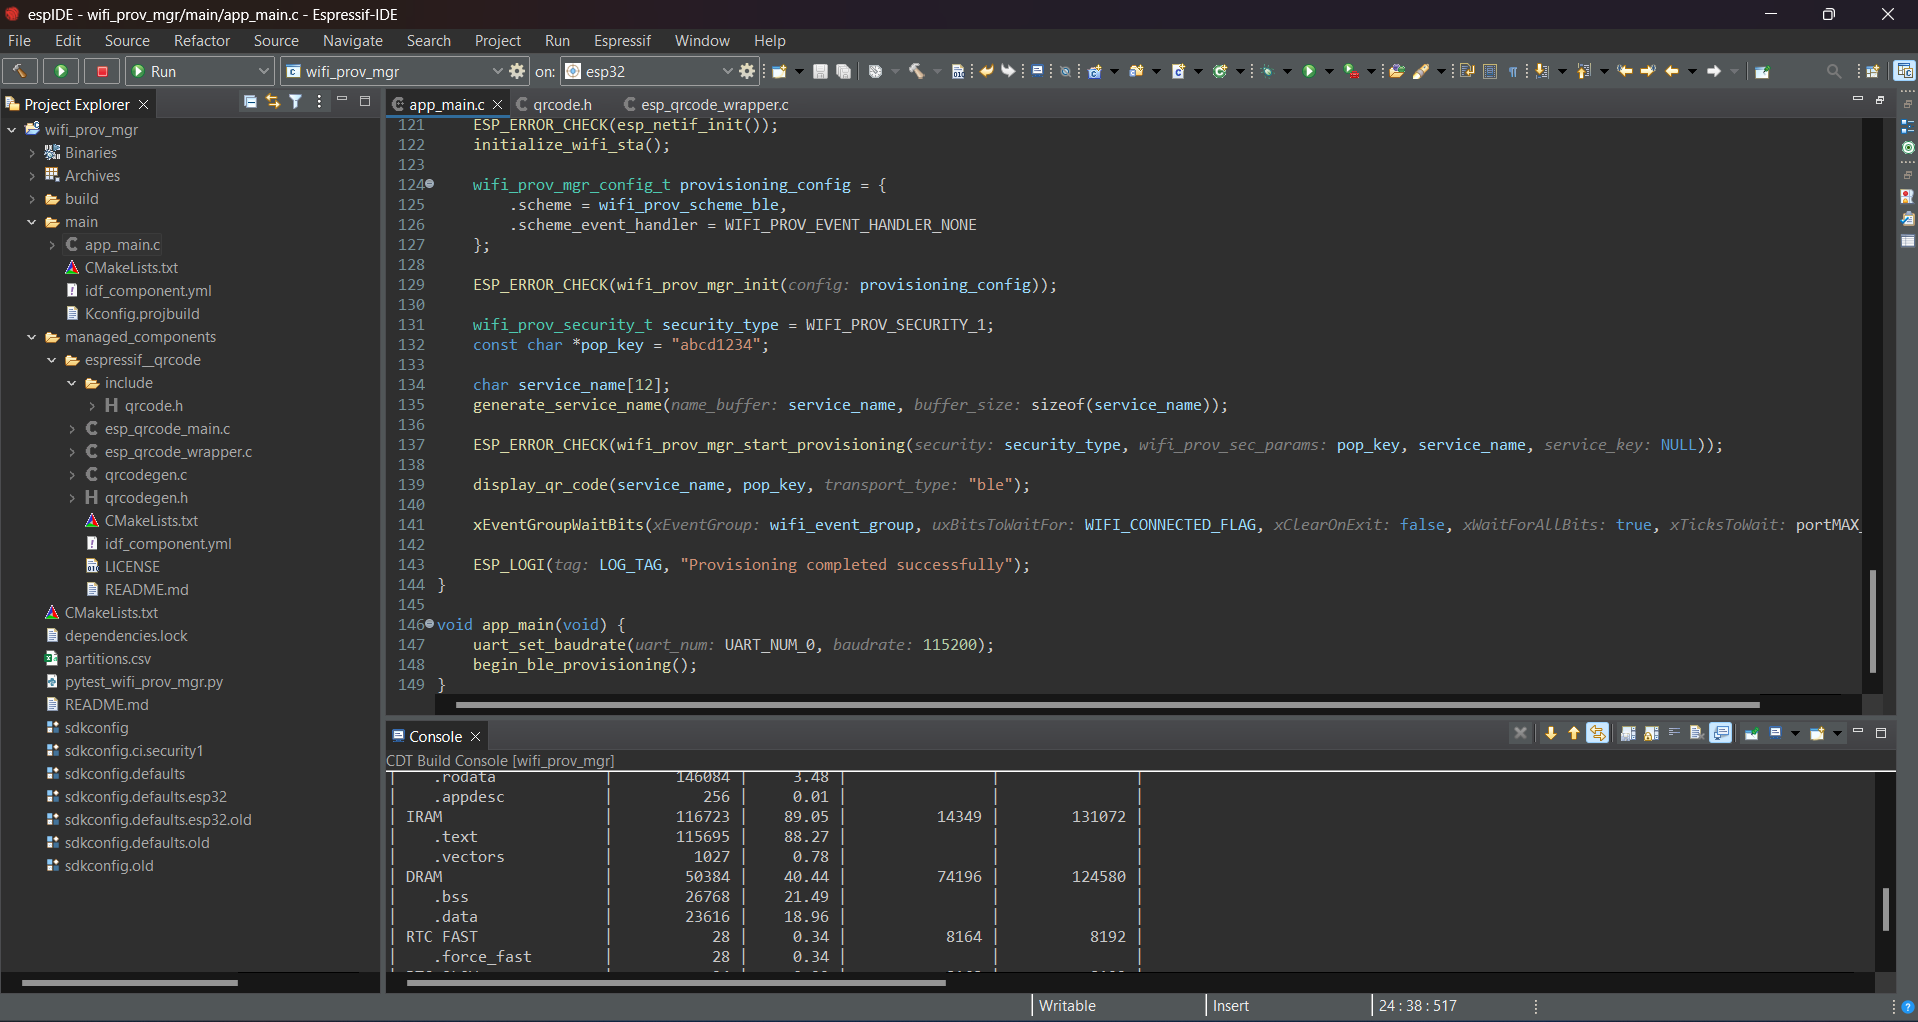 espIDE - wifi_prov_mgr/main/app_main.c - Espressif-IDE
File Edit Source Refactor Source Navigate Search Project Run Espressif Window Help
Run wifi_prov_mgr on: esp32
Project Explorer
wifi_prov_mgr
Binaries
Archives
build
main
app_main.c
CMakeLists.txt
idf_component.yml
Kconfig.projbuild
managed_components
espressif__qrcode
include
qrcode.h
esp_qrcode_main.c
esp_qrcode_wrapper.c
qrcodegen.c
qrcodegen.h
CMakeLists.txt
idf_component.yml
LICENSE
README.md
CMakeLists.txt
dependencies.lock
partitions.csv
pytest_wifi_prov_mgr.py
README.md
sdkconfig
sdkconfig.ci.security1
sdkconfig.defaults
sdkconfig.defaults.esp32
sdkconfig.defaults.esp32.old
sdkconfig.defaults.old
sdkconfig.old
app_main.c qrcode.h esp_qrcode_wrapper.c
121 ESP_ERROR_CHECK(esp_netif_init());
122 initialize_wifi_sta();
123
124 wifi_prov_mgr_config_t provisioning_config = {
125 .scheme = wifi_prov_scheme_ble,
126 .scheme_event_handler = WIFI_PROV_EVENT_HANDLER_NONE
127 };
128
129 ESP_ERROR_CHECK(wifi_prov_mgr_init(config: provisioning_config));
130
131 wifi_prov_security_t security_type = WIFI_PROV_SECURITY_1;
132 const char *pop_key = "abcd1234";
133
134 char service_name[12];
135 generate_service_name(name_buffer: service_name, buffer_size: sizeof(service_name));
136
137 ESP_ERROR_CHECK(wifi_prov_mgr_start_provisioning(security: security_type, wifi_prov_sec_params: pop_key, service_name, service_key: NULL));
138
139 display_qr_code(service_name, pop_key, transport_type: "ble");
140
141 xEventGroupWaitBits(xEventGroup: wifi_event_group, uxBitsToWaitFor: WIFI_CONNECTED_FLAG, xClearOnExit: false, xWaitForAllBits: true, xTicksToWait: portMAX_
142
143 ESP_LOGI(tag: LOG_TAG, "Provisioning completed successfully");
144 }
145
146 void app_main(void) {
147 uart_set_baudrate(uart_num: UART_NUM_0, baudrate: 115200);
148 begin_ble_provisioning();
149 }
Console
CDT Build Console [wifi_prov_mgr]
| .rodata | 146084 | 3.48 | | |
| .appdesc | 256 | 0.01 | | |
| IRAM | 116723 | 89.05 | 14349 | 131072 |
| .text | 115695 | 88.27 | | |
| .vectors | 1027 | 0.78 | | |
| DRAM | 50384 | 40.44 | 74196 | 124580 |
| .bss | 26768 | 21.49 | | |
| .data | 23616 | 18.96 | | |
| RTC FAST | 28 | 0.34 | 8164 | 8192 |
| .force_fast | 28 | 0.34 | | |
Writable Insert 24 : 38 : 517